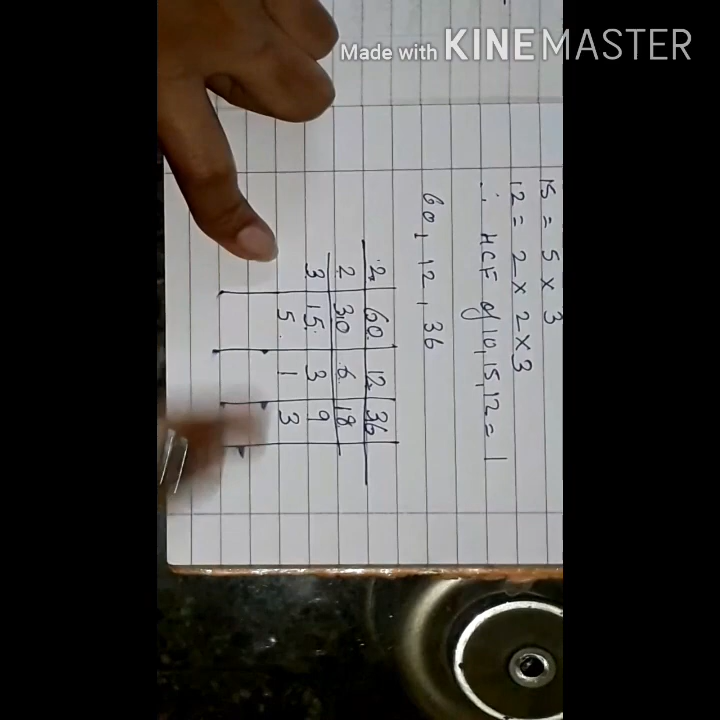 Made with KINEMASTER
15 = 5 × 3
12 = 2 × 2 × 3
∴ HCF of 10, 15, 12 = 1
60, 12, 36
2 60 12 36
2 30 6 18
3 15 3 9
5 1 3